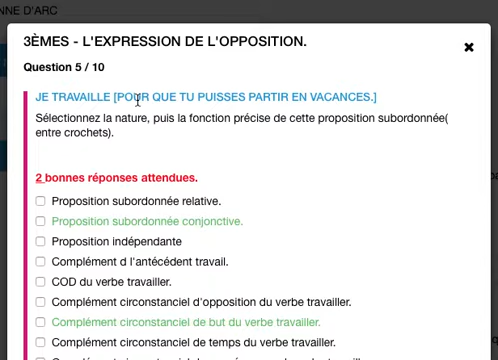 NNE D'ARC
3ÈMES - L'EXPRESSION DE L'OPPOSITION.
Question 5 / 10
JE TRAVAILLE [POUR QUE TU PUISSES PARTIR EN VACANCES.]
Sélectionnez la nature, puis la fonction précise de cette proposition subordonnée(
entre crochets).
2 bonnes réponses attendues.
Proposition subordonnée relative.
Proposition subordonnée conjonctive.
Proposition indépendante
Complément d l'antécédent travail.
COD du verbe travailler.
Complément circonstanciel d'opposition du verbe travailler.
Complément circonstanciel de but du verbe travailler.
Complément circonstanciel de temps du verbe travailler.